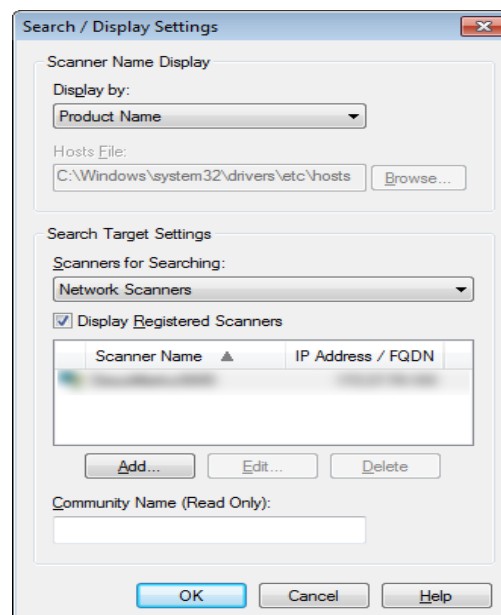 Search / Display Settings
Scanner Name Display
Display by:
Product Name
Hosts File:
C:\Windows\system32\drivers\etc\hosts
Browse...
Search Target Settings
Scanners for Searching:
Network Scanners
Display Registered Scanners
Scanner Name IP Address / FQDN
Add... Edit... Delete
Community Name (Read Only):
OK Cancel Help